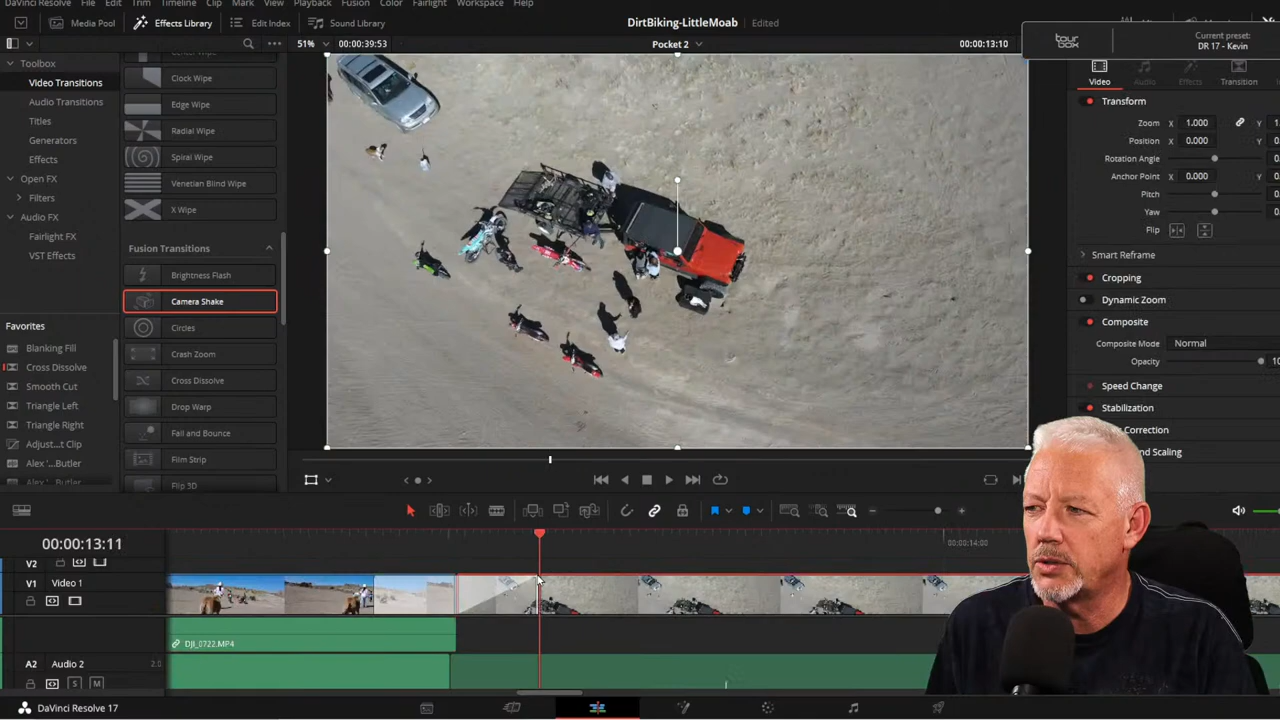 File Edit Trim Timeline Clip Mark View Playback Fusion Color Fairlight Workspace Help
Media Pool Effects Library Edit Index Sound Library DirtBiking-LittleMoab Edited
51% 00:00:39:53 Pocket 2 00:00:13:10
tour box Current preset:
DR 17 - Kevin
Toolbox
Video Transitions
Audio Transitions
Titles
Generators
Effects
Open FX
Filters
Audio FX
Fairlight FX
VST Effects
Favorites
Blanking Fill
Cross Dissolve
Smooth Cut
Triangle Left
Triangle Right
Adjust...t Clip
Alex '..Butler
Center Wipe
Clock Wipe
Edge Wipe
Radial Wipe
Spiral Wipe
Venetian Blind Wipe
X Wipe
Fusion Transitions
Brightness Flash
Camera Shake
Circles
Crash Zoom
Cross Dissolve
Drop Warp
Fall and Bounce
Film Strip
Flip 3D
Video Audio Effects Transition
Transform
Zoom X 1.000 Y
Position X 0.000 Y
Rotation Angle
Anchor Point X 0.000 Y
Pitch
Yaw
Flip
Smart Reframe
Cropping
Dynamic Zoom
Composite
Composite Mode Normal
Opacity 10
Speed Change
Stabilization
Correction
and Scaling
00:00:13:11
00:00:14:00
V2
V1 Video 1
DJI_0722.MP4
A2 Audio 2 2.0
S M
DaVinci Resolve 17